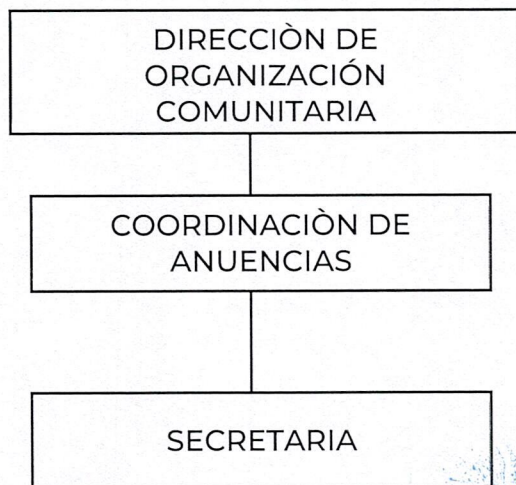 DIRECCIÒN DE
ORGANIZACIÓN
COMUNITARIA
COORDINACIÒN DE
ANUENCIAS
SECRETARIA